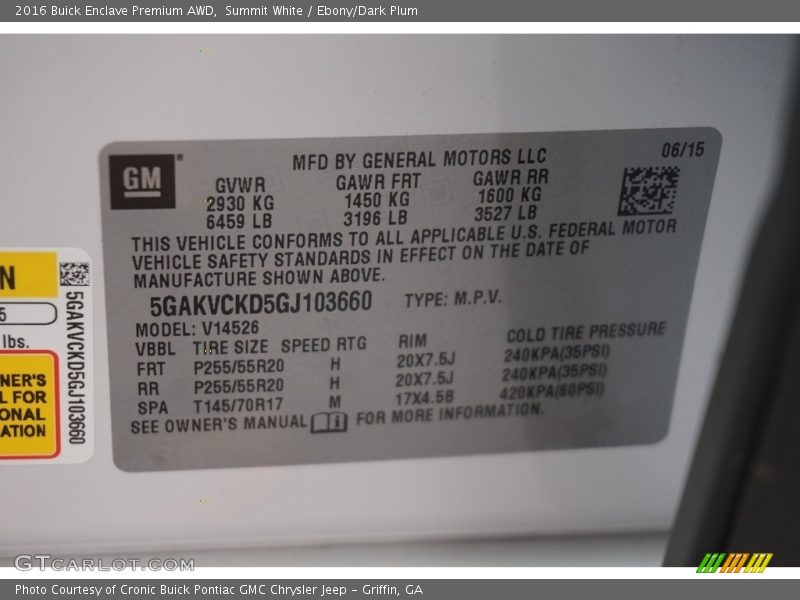 2016 Buick Enclave Premium AWD, Summit White / Ebony/Dark Plum
GM
MFD BY GENERAL MOTORS LLC
06/15
GVWR GAWR FRT GAWR RR
2930 KG 1450 KG 1600 KG
6459 LB 3196 LB 3527 LB
THIS VEHICLE CONFORMS TO ALL APPLICABLE U.S. FEDERAL MOTOR
VEHICLE SAFETY STANDARDS IN EFFECT ON THE DATE OF
MANUFACTURE SHOWN ABOVE.
5GAKVCKD5GJ103660 TYPE: M.P.V.
MODEL: V14526
VBBL TIRE SIZE SPEED RTG RIM COLD TIRE PRESSURE
FRT P255/55R20 H 20X7.5J 240KPA(35PSI)
RR P255/55R20 H 20X7.5J 240KPA(35PSI)
SPA T145/70R17 M 17X4.5B 420KPA(60PSI)
SEE OWNER'S MANUAL i FOR MORE INFORMATION.
N
5
lbs.
NER'S
L FOR
ONAL
ATION
5GAKVCKD5GJ103660
GTCARLOT.COM
Photo Courtesy of Cronic Buick Pontiac GMC Chrysler Jeep - Griffin, GA